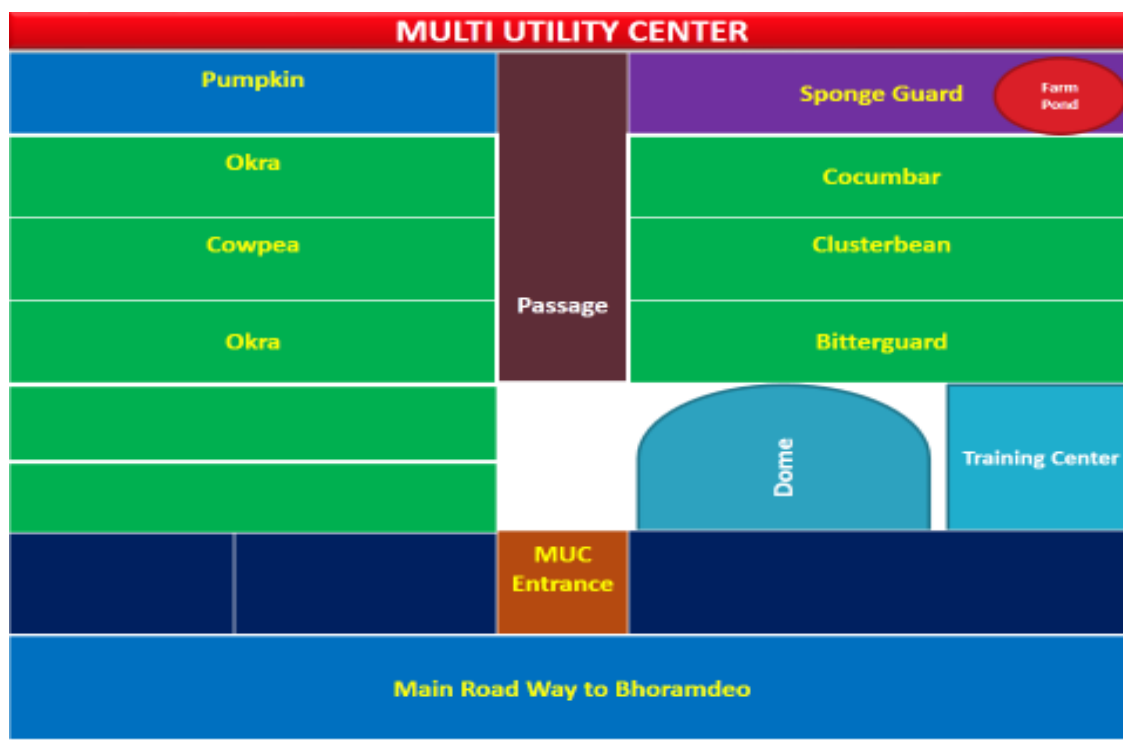 MULTI UTILITY CENTER
Pumpkin
Sponge Guard
Farm
Pond
Okra
Cocumbar
Cowpea
Clusterbean
Passage
Okra
Bitterguard
Dome
Training Center
MUC
Entrance
Main Road Way to Bhoramdeo